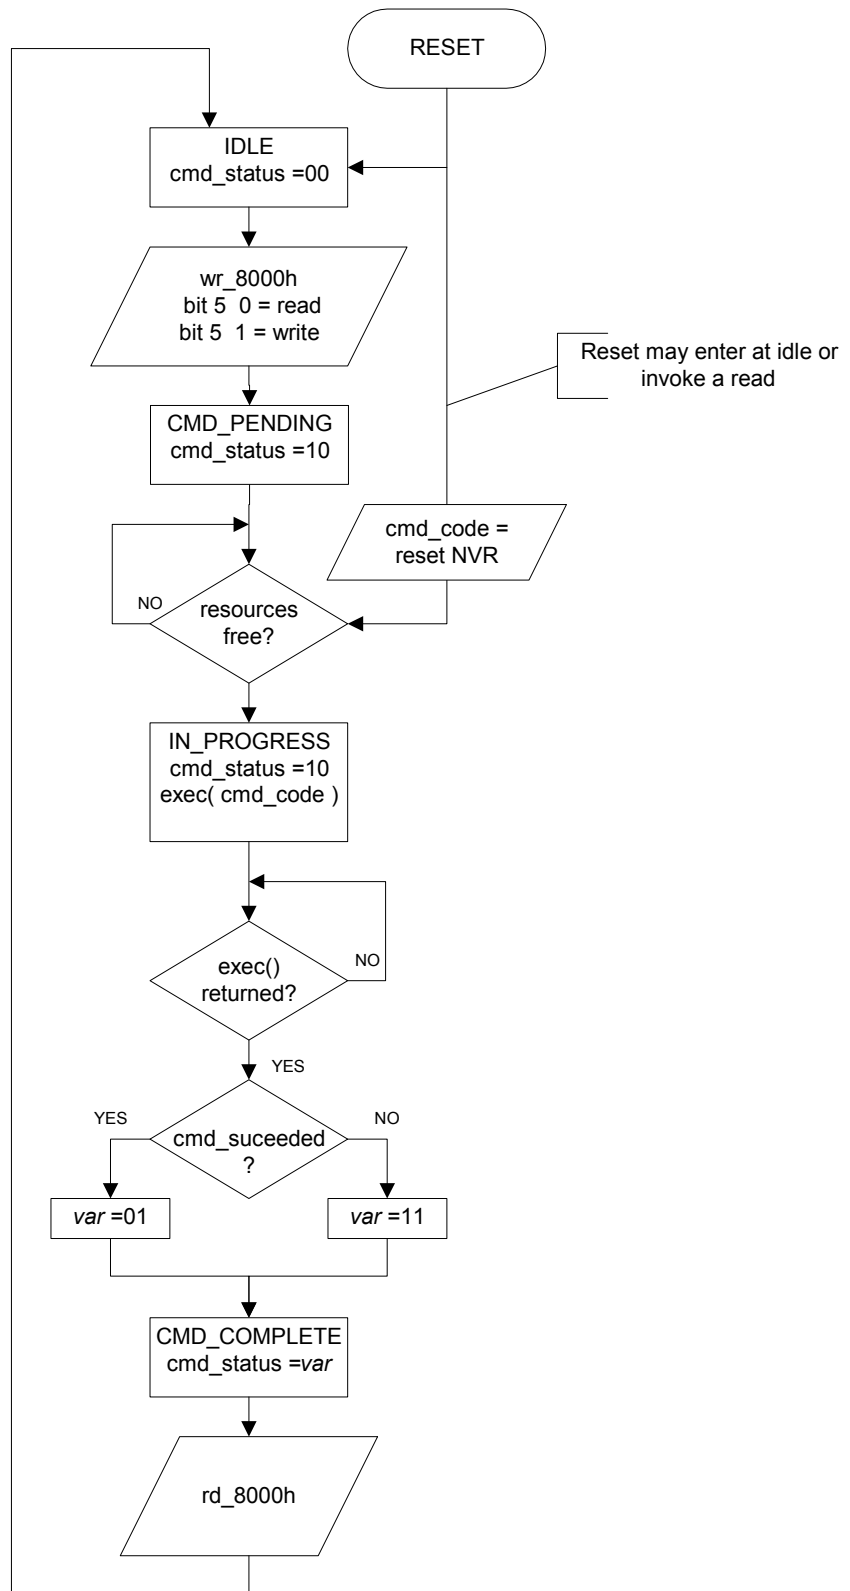 RESET
IDLE
cmd_status =00
wr_8000h
bit 5 0 = read
bit 5 1 = write
Reset may enter at idle or
invoke a read
CMD_PENDING
cmd_status =10
cmd_code =
reset NVR
NO
resources
free?
IN_PROGRESS
cmd_status =10
exec( cmd_code )
exec()
returned?
NO
YES
YES
NO
cmd_suceeded
?
var =01
var =11
CMD_COMPLETE
cmd_status =var
rd_8000h